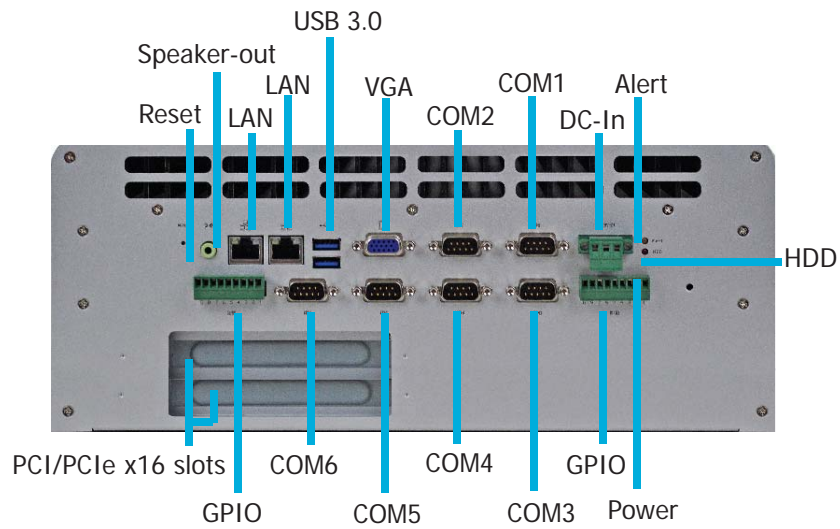 USB 3.0
Speaker-out
LAN
VGA
COM1
Alert
Reset
LAN
COM2
DC-In
HDD
PCI/PCIe x16 slots
COM6
COM4
GPIO
GPIO
COM5
COM3
Power